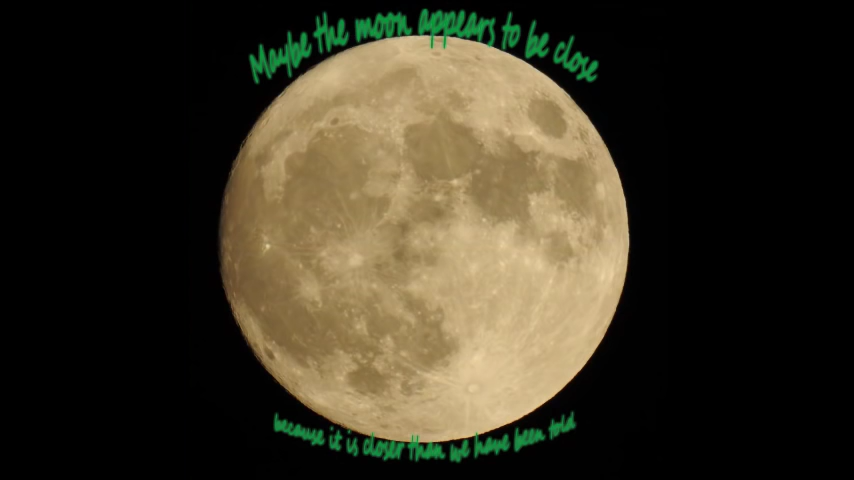 Maybe the moon appears to be close
because it is closer than we have been told